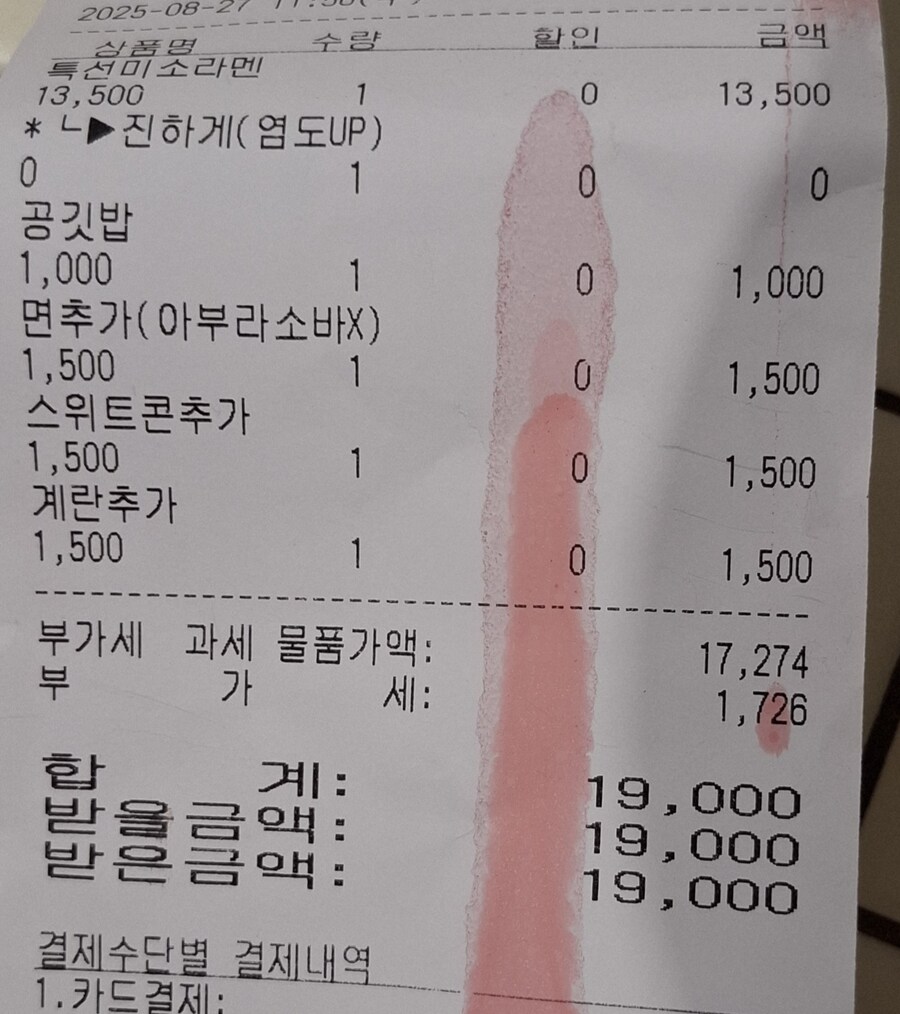 2025-08-27
상품명 수량 할인 금액
특선미소라멘
13,500 1 0 13,500
* ㄴ▶진하게(염도UP)
0 1 0 0
공깃밥
1,000 1 0 1,000
면추가(아부라소바X)
1,500 1 0 1,500
스위트콘추가
1,500 1 0 1,500
계란추가
1,500 1 0 1,500
부가세 과세 물품가액: 17,274
부 가 세: 1,726
합 계: 19,000
받을금액: 19,000
받은금액: 19,000
결제수단별 결제내역
1.카드결제: